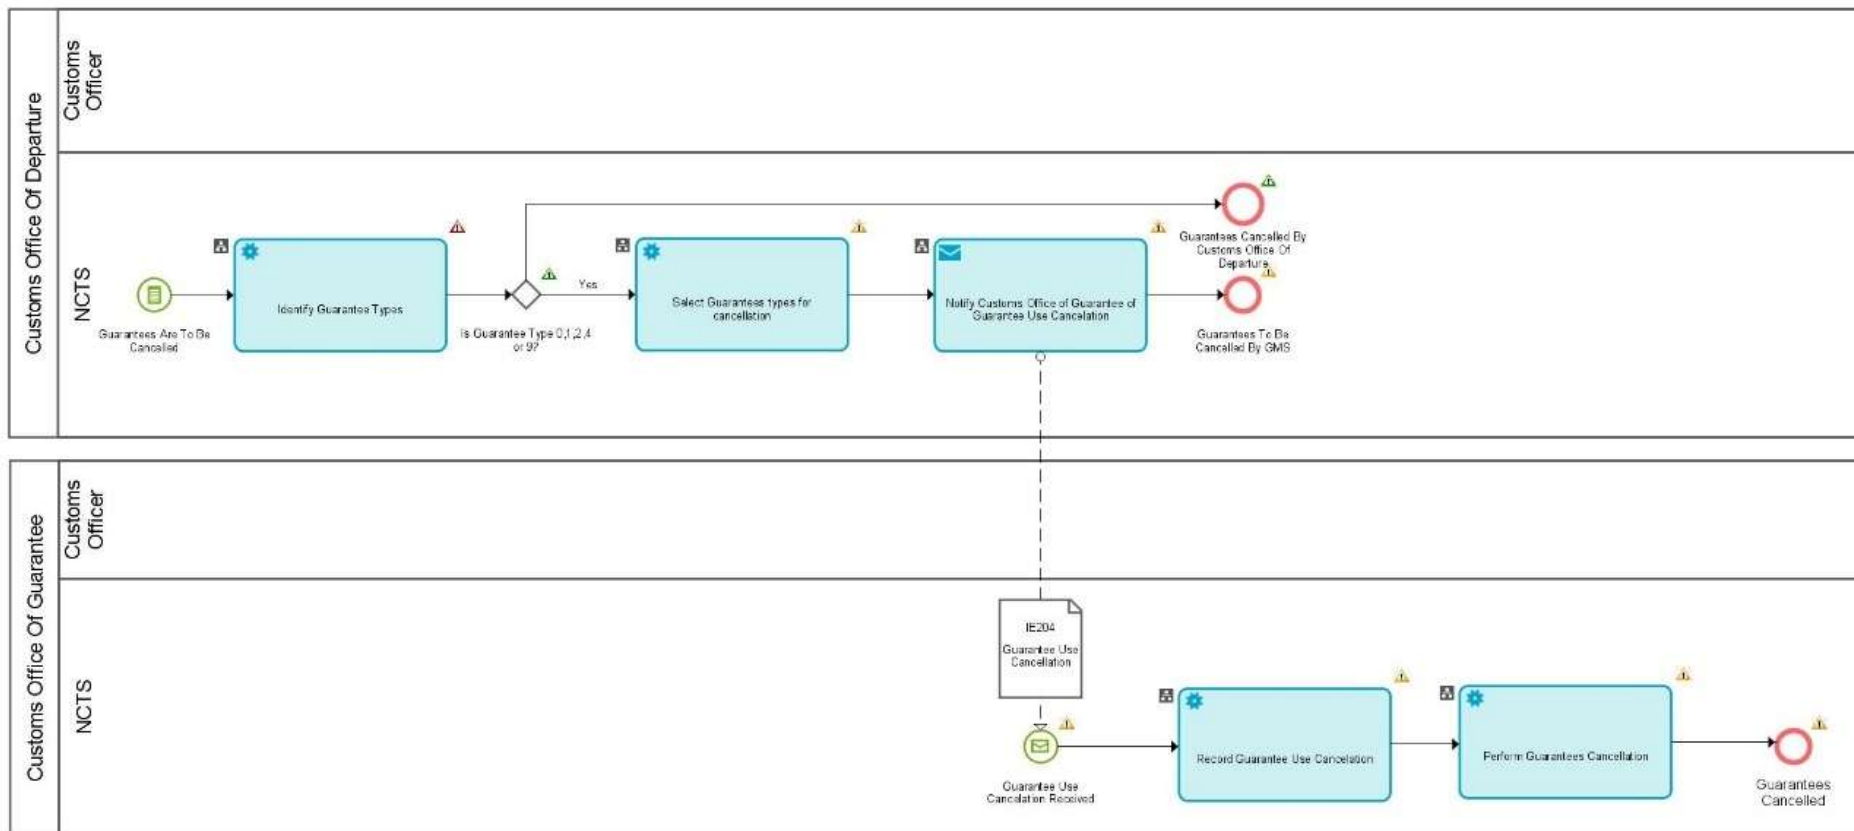 Customs Office Of Departure
Customs
Officer
NCTS
Guarantees Are To Be
Cancelled
Identify Guarantee Types
Is Guarantee Type 0,1,2,4
or 9?
Yes
Select Guarantees types for
cancellation
Notify Customs Office of Guarantee of
Guarantee Use Cancelation
Guarantees Cancelled By
Customs Office Of
Departure
Guarantees To Be
Cancelled By GMS
Customs Office Of Guarantee
Customs
Officer
NCTS
IE204
Guarantee Use
Cancellation
Guarantee Use
Cancelation Received
Record Guarantee Use Cancelation
Perform Guarantees Cancellation
Guarantees
Cancelled